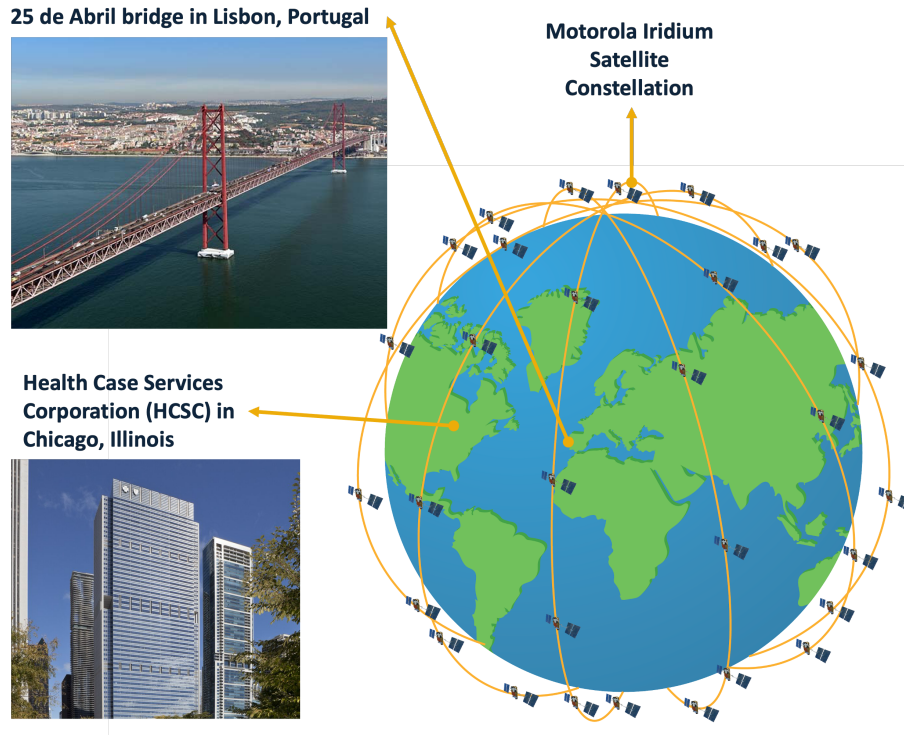 25 de Abril bridge in Lisbon, Portugal
Motorola Iridium
Satellite
Constellation
Health Case Services
Corporation (HCSC) in
Chicago, Illinois